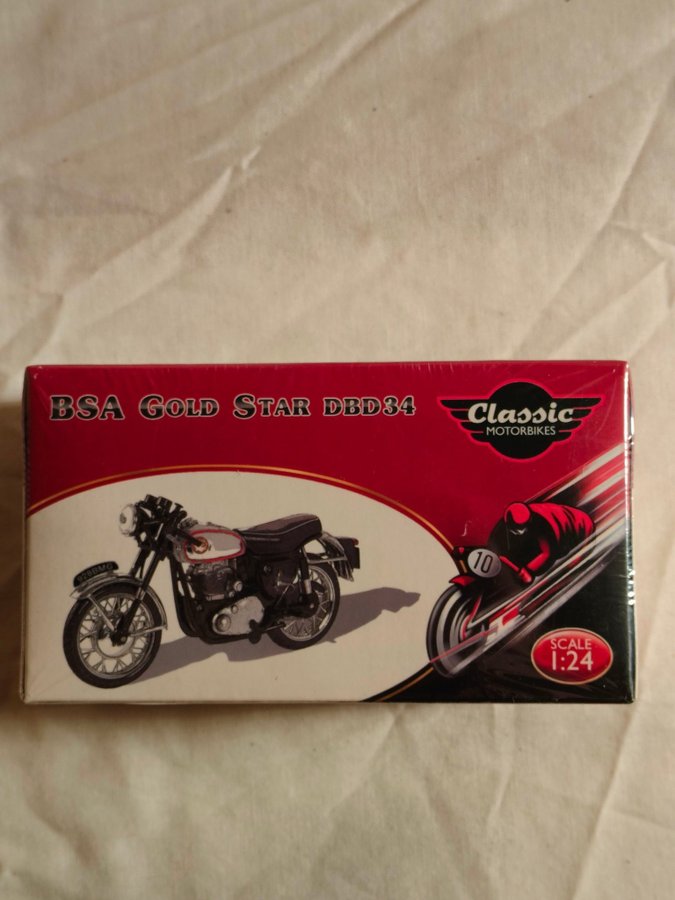 BSA GOLD STAR DBD34
Classic
MOTORBIKES
10
SCALE
1:24